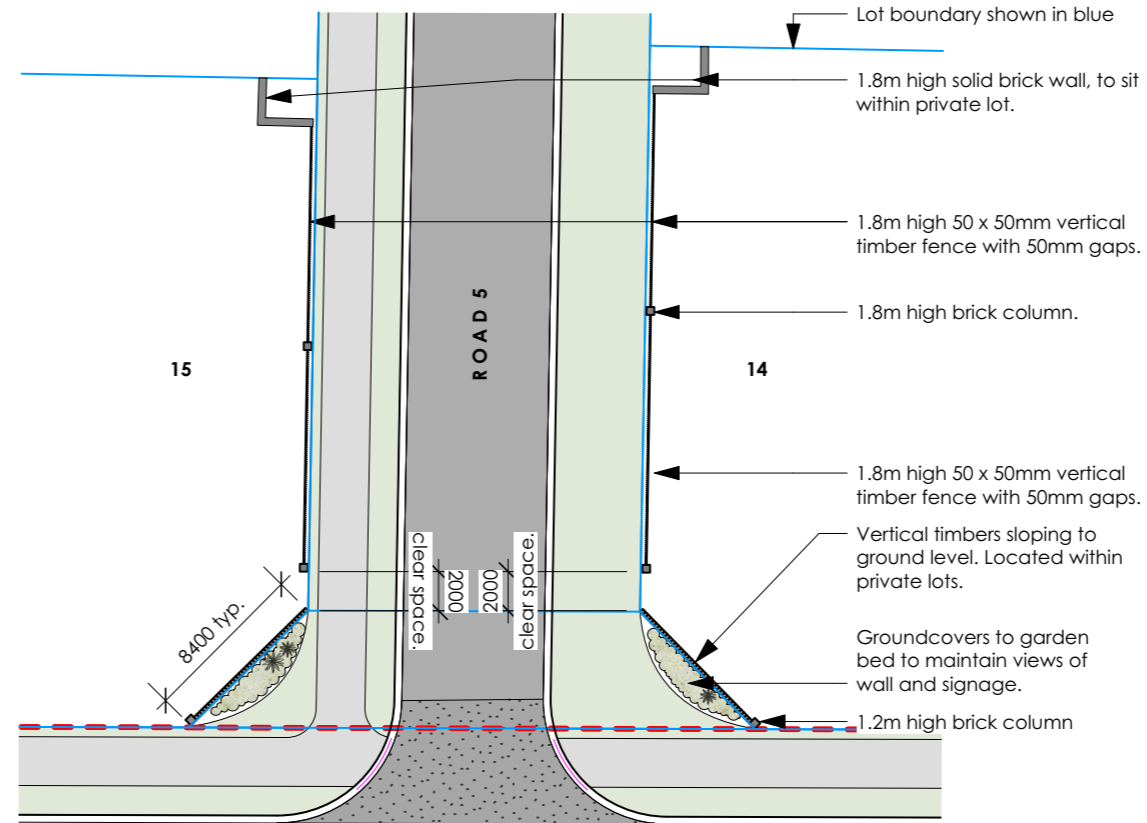 Lot boundary shown in blue
1.8m high solid brick wall, to sit
within private lot.
1.8m high 50 x 50mm vertical
timber fence with 50mm gaps.
1.8m high brick column.
ROAD 5
15
14
1.8m high 50 x 50mm vertical
timber fence with 50mm gaps.
Vertical timbers sloping to
ground level. Located within
private lots.
clear space.
2000
2000
clear space.
8400 typ.
Groundcovers to garden
bed to maintain views of
wall and signage.
1.2m high brick column